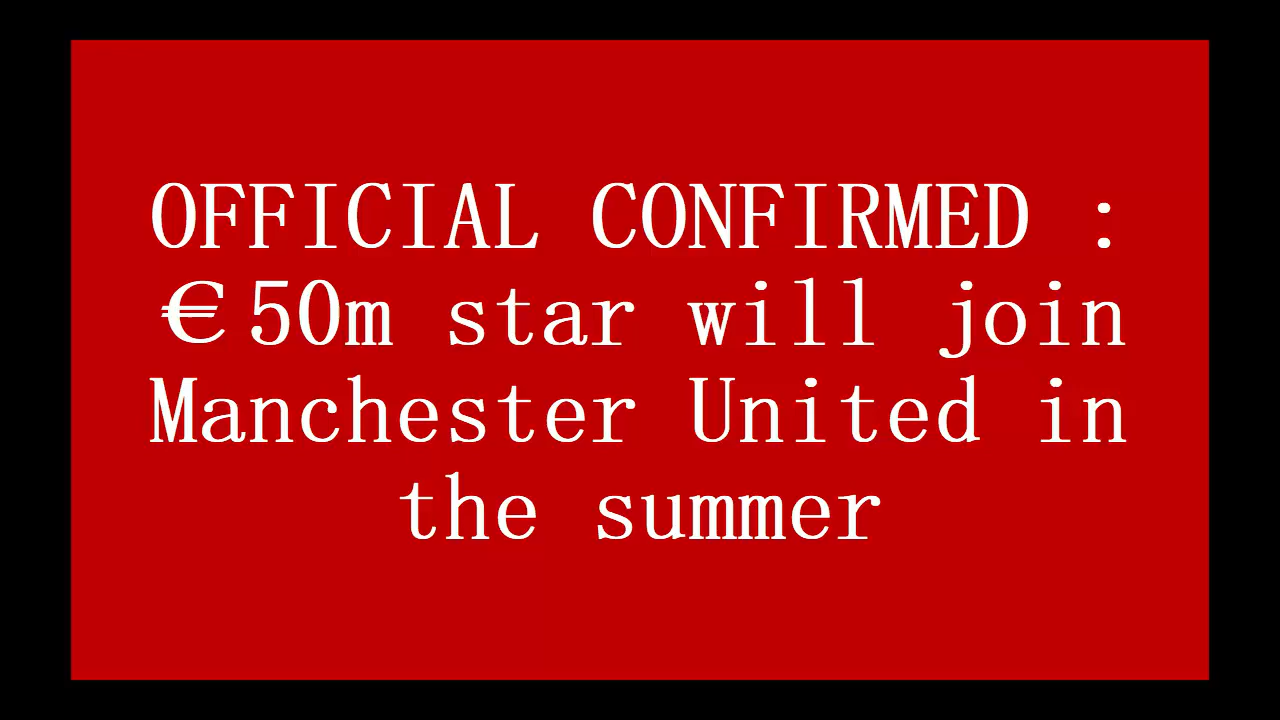 OFFICIAL CONFIRMED :
€50m star will join
Manchester United in
the summer